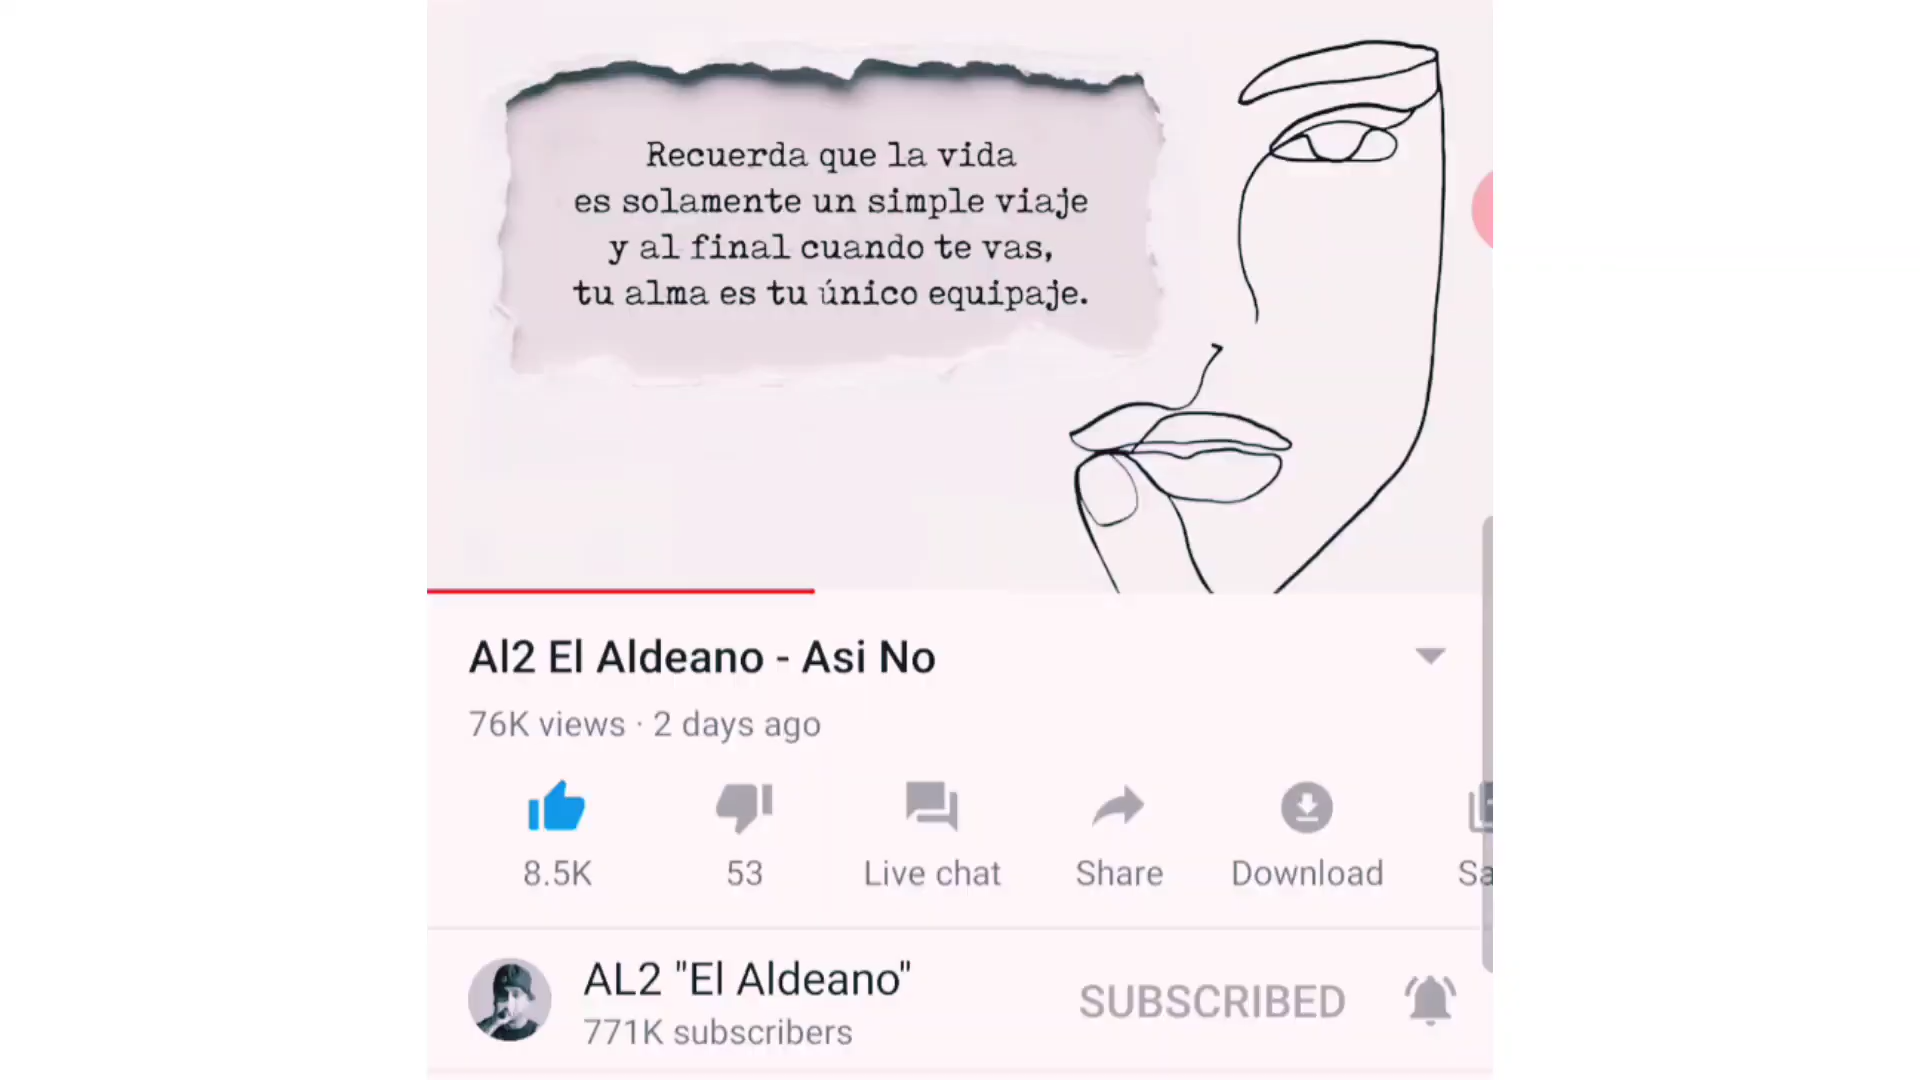 Recuerda que la vida
es solamente un simple viaje
y al final cuando te vas,
tu alma es tu único equipaje.
Al2 El Aldeano - Asi No
76K views · 2 days ago
8.5K 53 Live chat Share Download Sa
AL2 "El Aldeano" SUBSCRIBED
771K subscribers